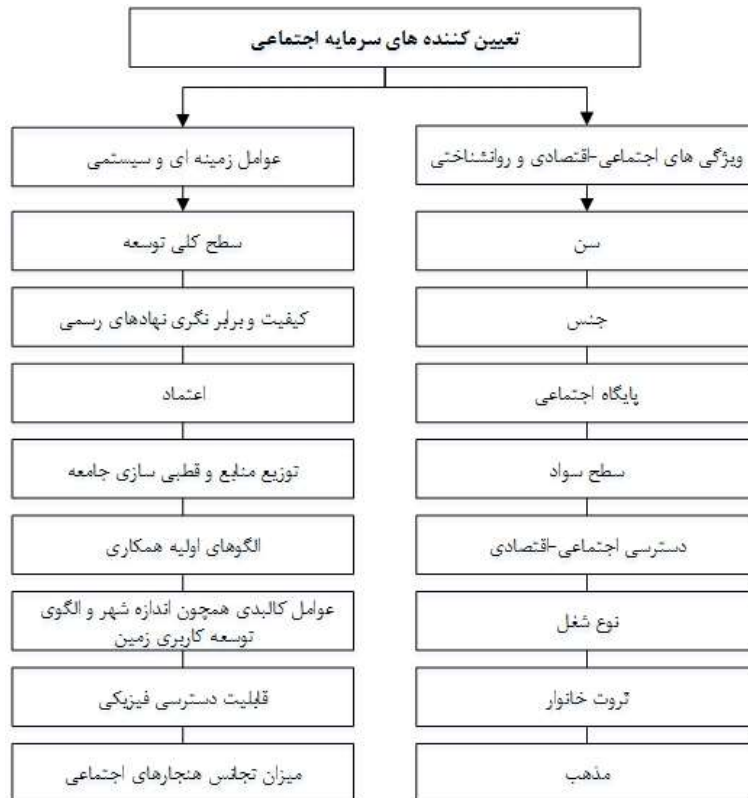 تعیین کننده های سرمایه اجتماعی
ویژگی های اجتماعی-اقتصادی و روانشناختی
سن
جنس
پایگاه اجتماعی
سطح سواد
دسترسی اجتماعی-اقتصادی
نوع شغل
ثروت خانوار
مذهب
عوامل زمینه ای و سیستمی
سطح کلی توسعه
کیفیت و برابر نگری نهادهای رسمی
اعتماد
توزیع منابع و قطبی سازی جامعه
الگوهای اولیه همکاری
عوامل کالبدی همچون اندازه شهر و الگوی
توسعه کاربری زمین
قابلیت دسترسی فیزیکی
میزان تجانس هنجارهای اجتماعی